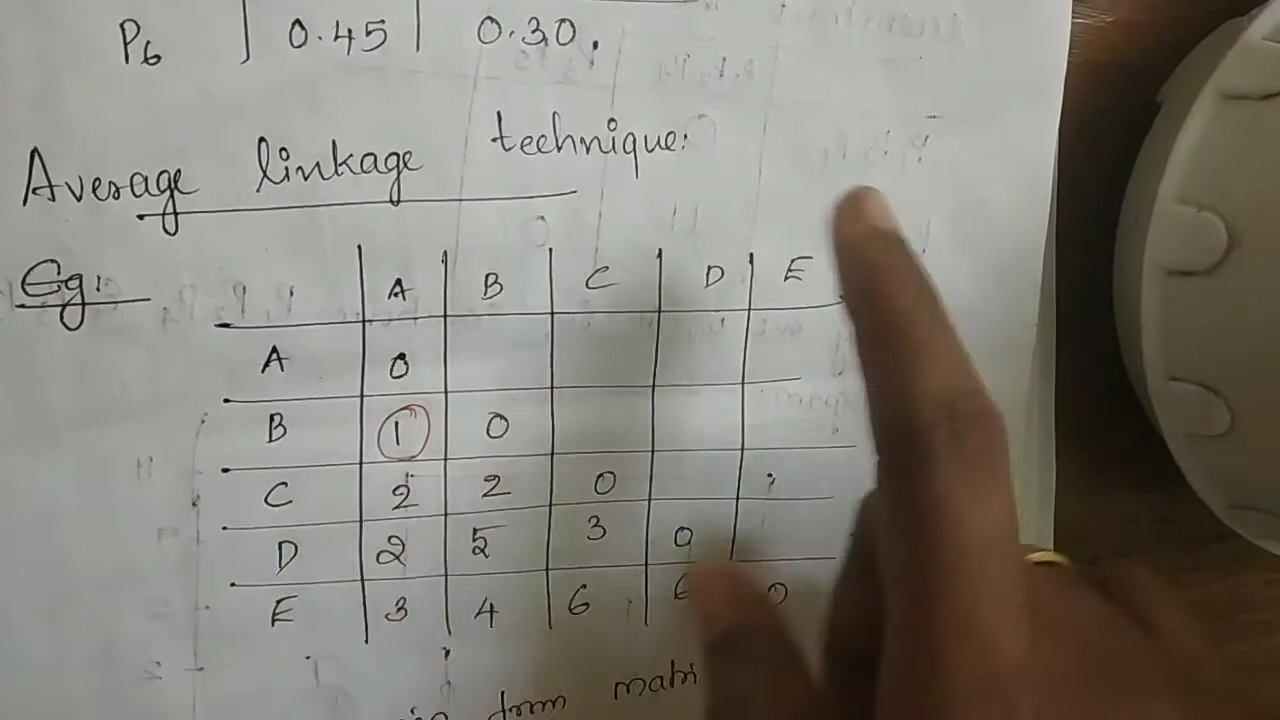 P6 | 0.45 | 0.30.
Average linkage technique:
Eg:
A B C D E
A 0
B 1 0
C 2 2 0
D 2 5 3 0
E 3 4 6 0
from